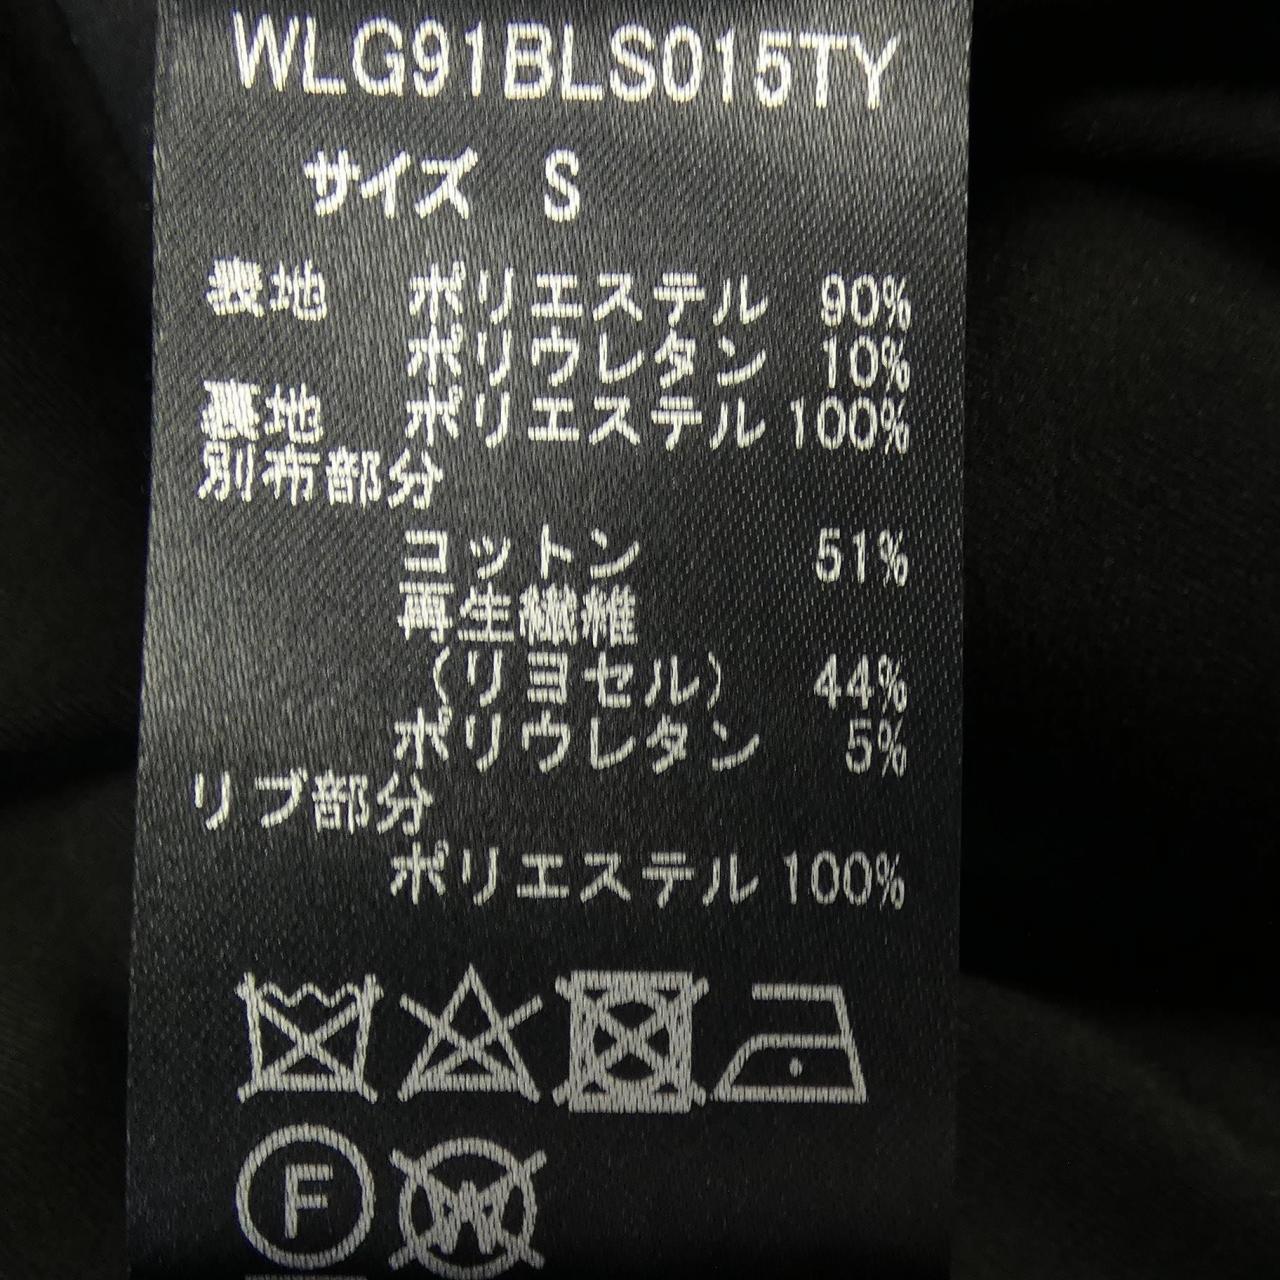 WLG91BLS015TY
サイズ S
表地 ポリエステル 90%
ポリウレタン 10%
裏地 ポリエステル 100%
別布部分
コットン 51%
再生繊維
(リヨセル) 44%
ポリウレタン 5%
リブ部分
ポリエステル 100%
F W